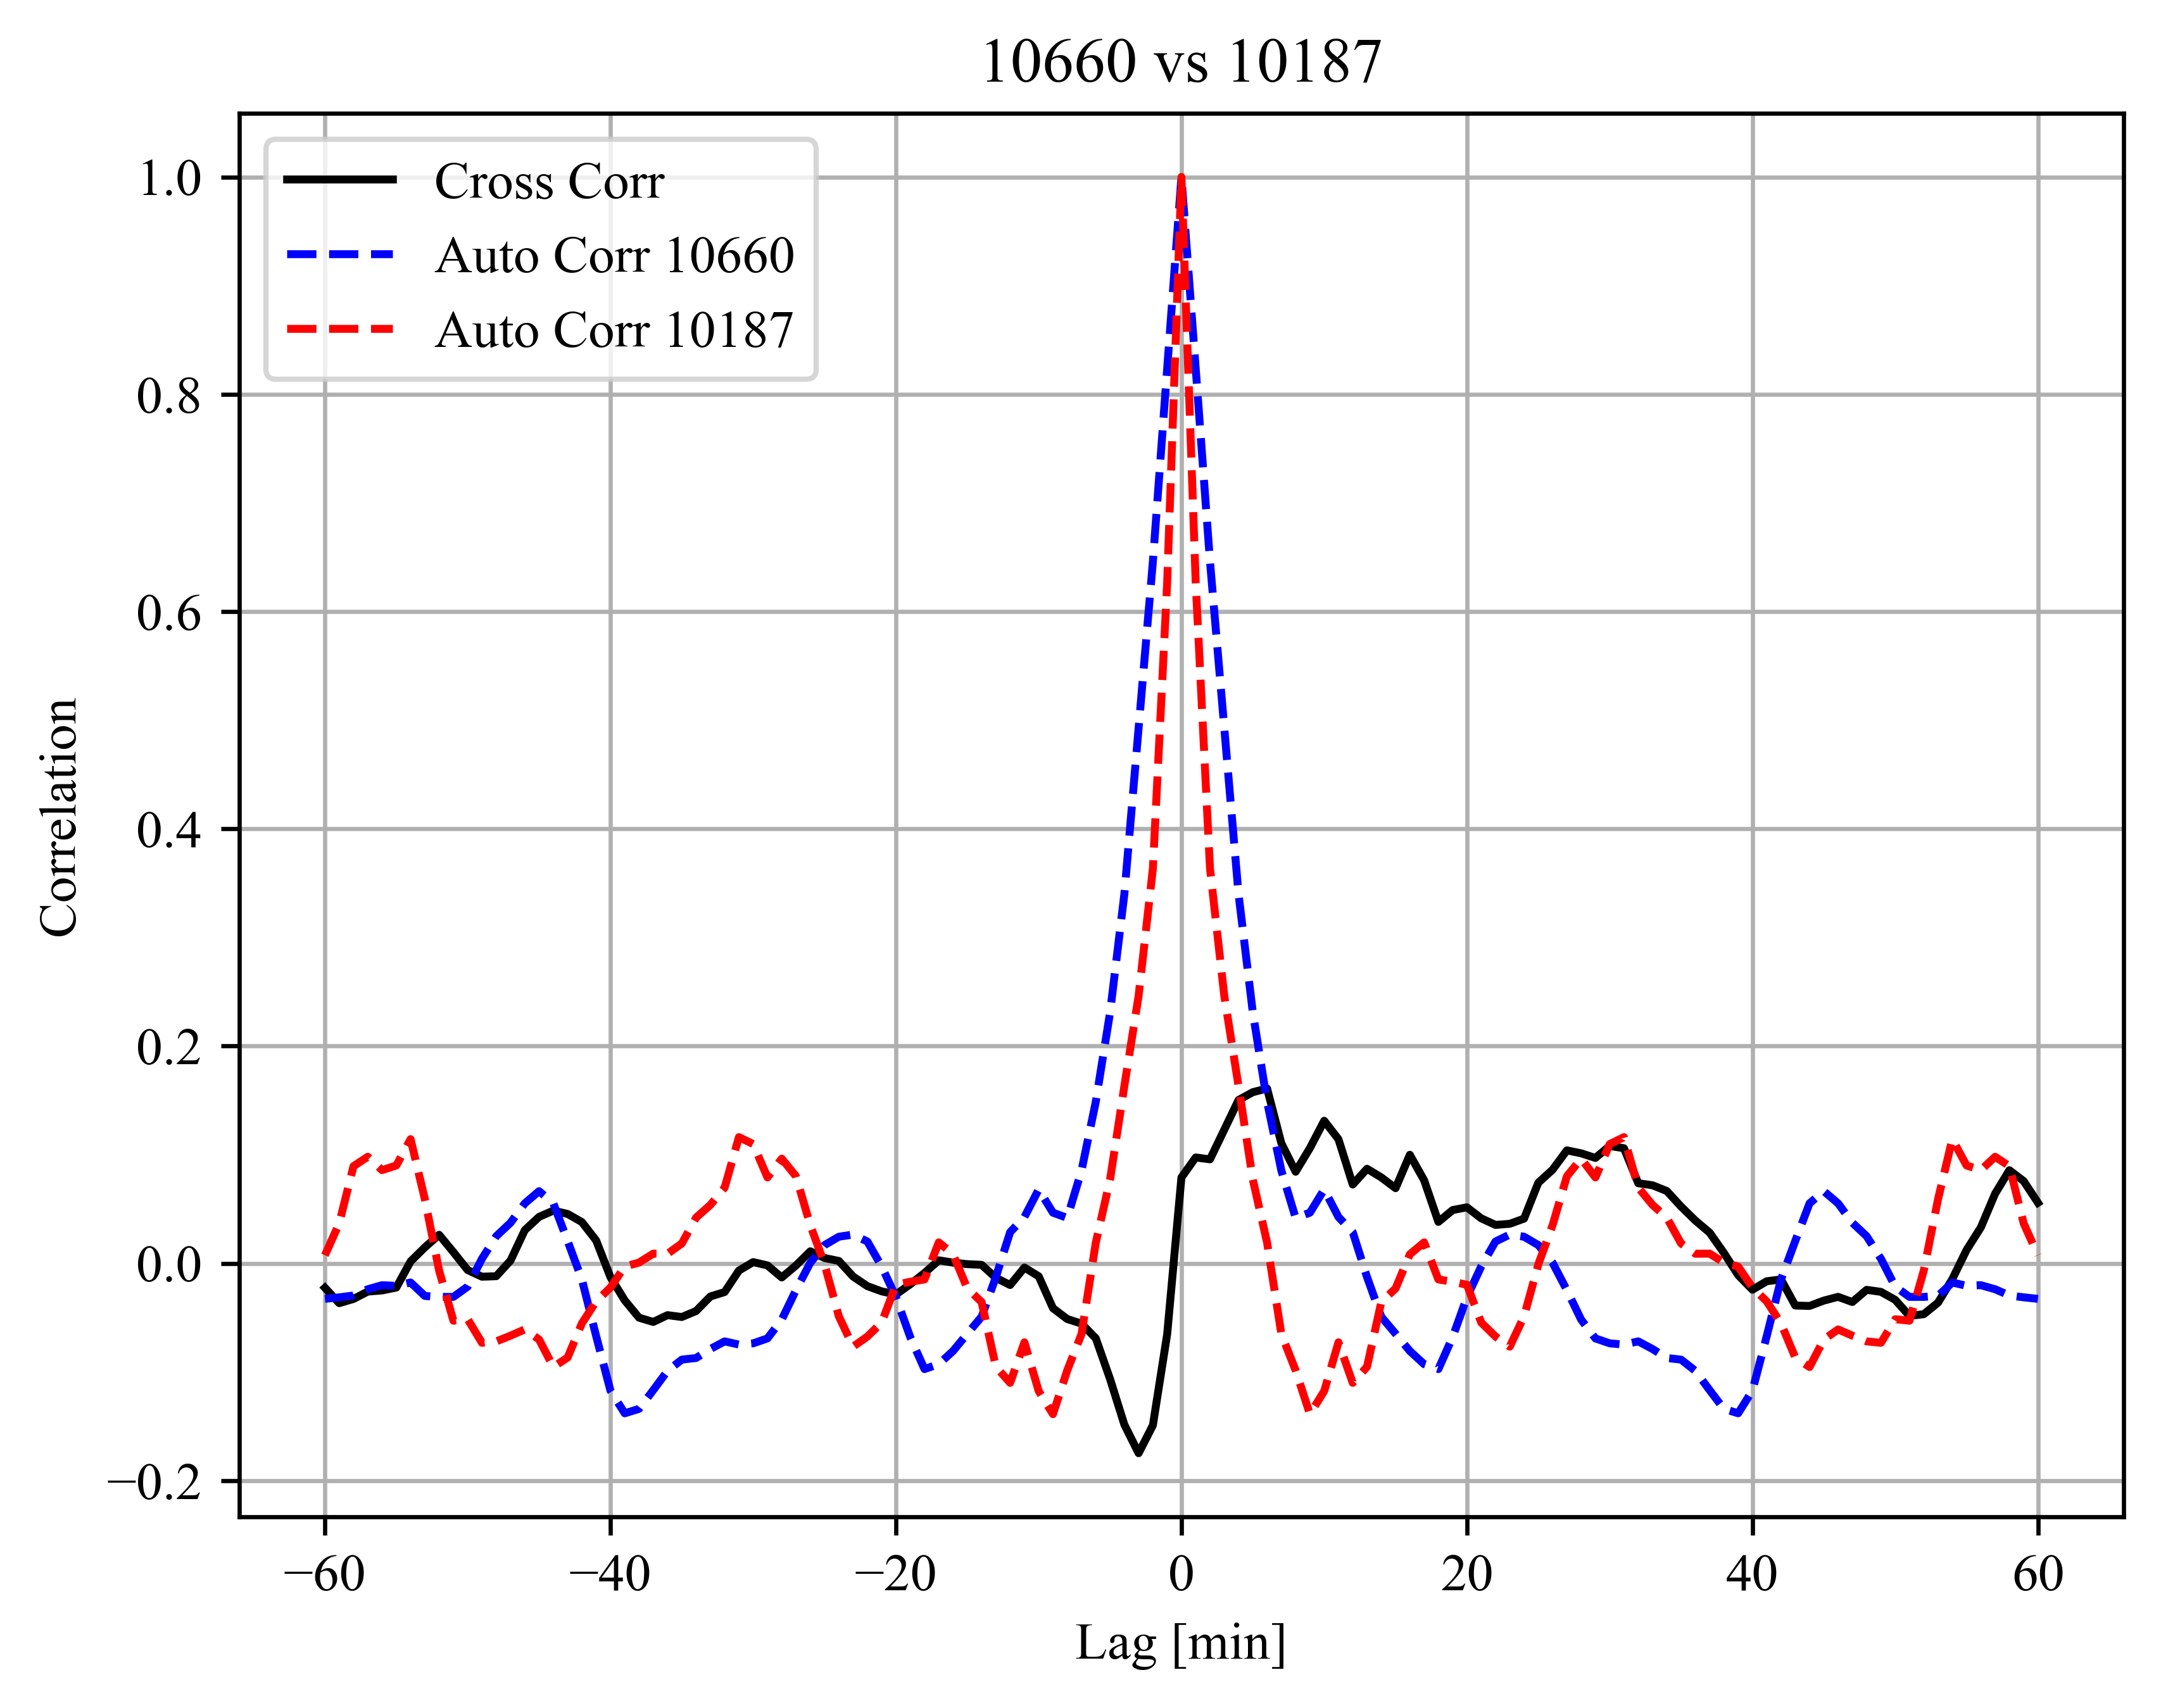 10660 vs 10187
Cross Corr
Auto Corr 10660
Auto Corr 10187
1.0
0.8
0.6
0.4
0.2
0.0
−0.2
Correlation
−60 −40 −20 0 20 40 60
Lag [min]